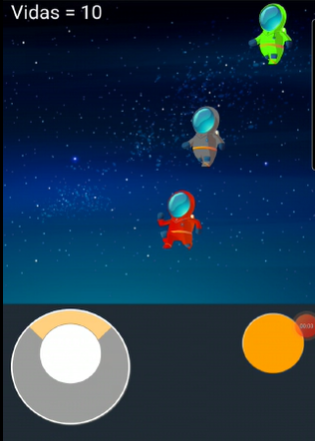 Vidas = 10